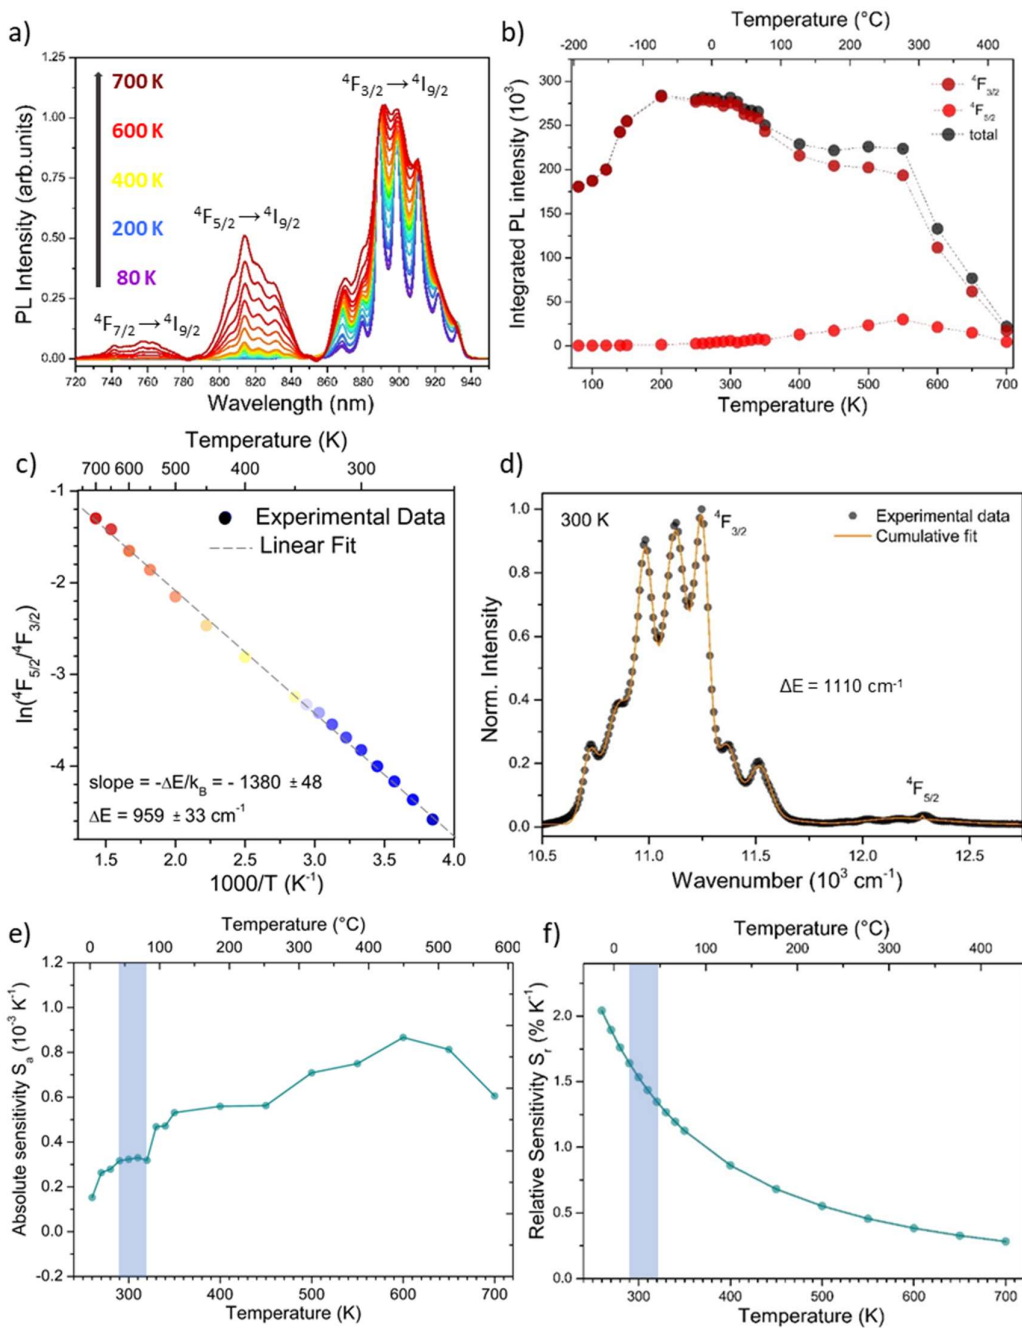 a)
1.25
1.00
0.75
0.50
0.25
0.00
PL Intensity (arb.units)
700 K
600 K
400 K
200 K
80 K
⁴F₃/₂→⁴I₉/₂
⁴F₅/₂→⁴I₉/₂
⁴F₇/₂→⁴I₉/₂
720 740 760 780 800 820 840 860 880 900 920 940
Wavelength (nm)
b)
Temperature (°C)
-200 -100 0 100 200 300 400
300
250
200
150
100
50
0
Integrated PL intensity (10³)
⁴F₃/₂
⁴F₅/₂
total
100 200 300 400 500 600 700
Temperature (K)
c)
Temperature (K)
700 600 500 400 300
-1
-2
-3
-4
ln(⁴F₅/₂/⁴F₃/₂)
Experimental Data
Linear Fit
slope = -ΔE/k_B = - 1380 ± 48
ΔE = 959 ± 33 cm⁻¹
1.5 2.0 2.5 3.0 3.5 4.0
1000/T (K⁻¹)
d)
1.0
0.8
0.6
0.4
0.2
0.0
Norm. Intensity
300 K
⁴F₃/₂
Experimental data
Cumulative fit
ΔE = 1110 cm⁻¹
⁴F₅/₂
10.5 11.0 11.5 12.0 12.5
Wavenumber (10³ cm⁻¹)
e)
Temperature (°C)
0 100 200 300 400 500 600
1.2
1.0
0.8
0.6
0.4
0.2
0.0
-0.2
Absolute sensitivity Sₐ (10⁻³ K⁻¹)
300 400 500 600 700
Temperature (K)
f)
Temperature (°C)
0 100 200 300 400
2.0
1.5
1.0
0.5
0.0
Relative Sensitivity Sᵣ (% K⁻¹)
300 400 500 600 700
Temperature (K)